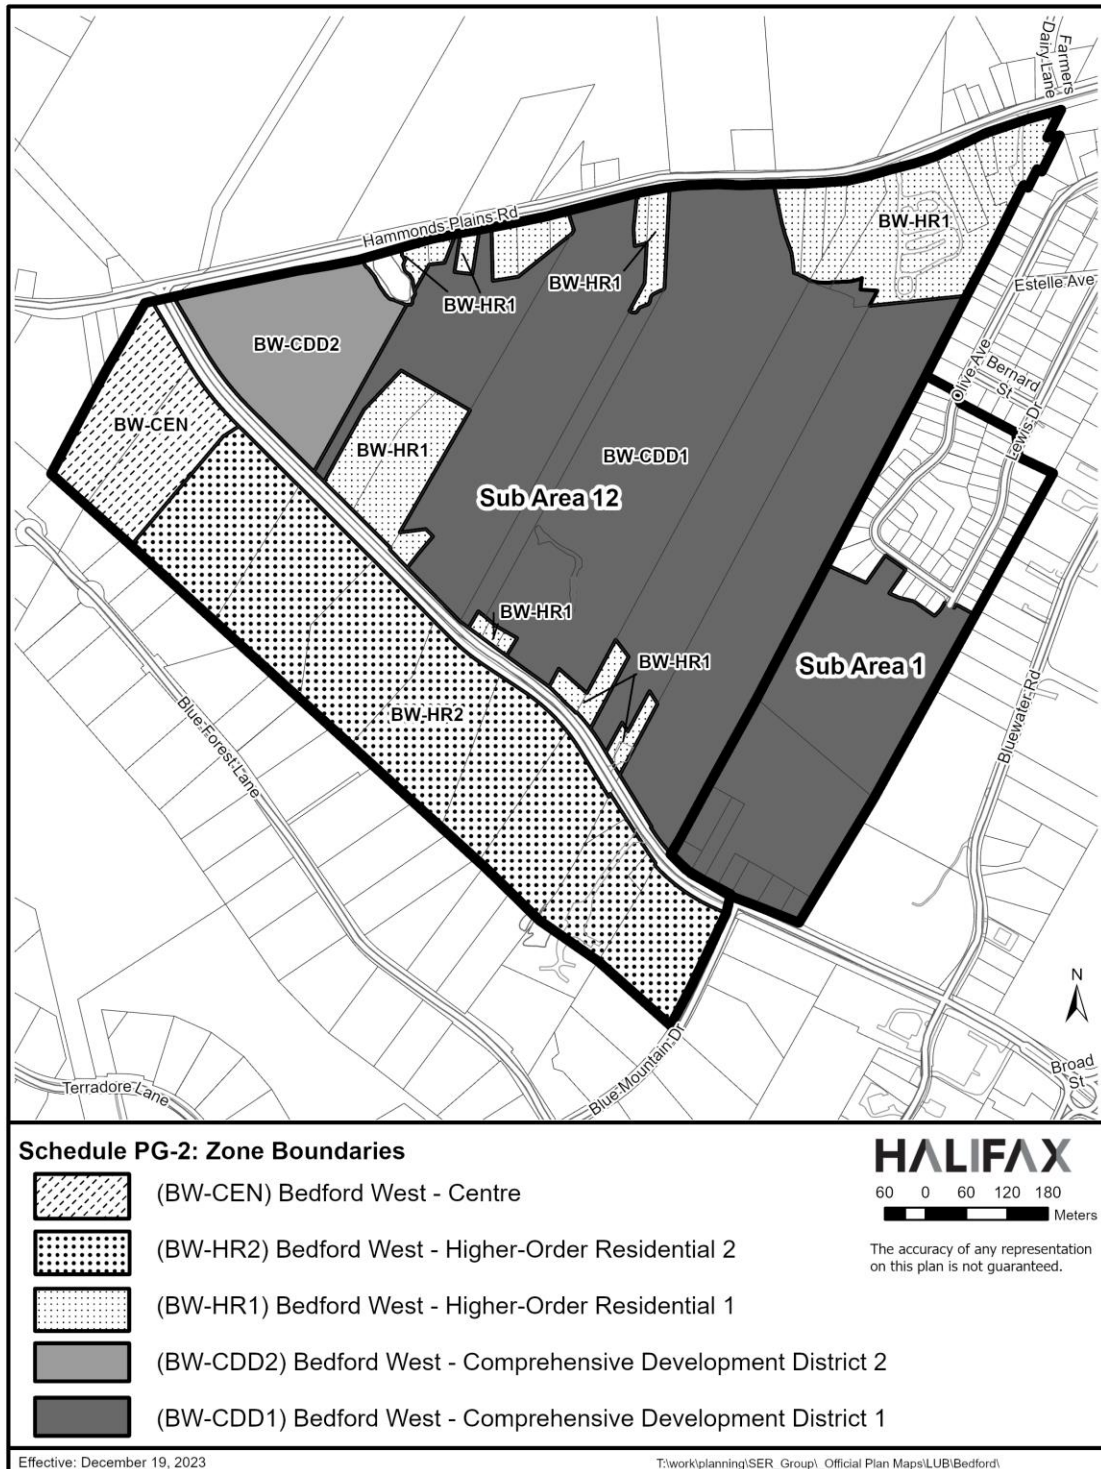 Farmers
Dairy Lane
Hammonds Plains Rd
BW-HR1
Estelle Ave
BW-HR1
BW-HR1
BW-CDD2
Olive Ave
Bernard
St
Lewis Dr
BW-CEN
BW-HR1
BW-CDD1
Sub Area 12
BW-HR1
BW-HR1
Sub Area 1
BW-HR2
Blue Forest Lane
Bluewater Rd
N
Blue Mountain Dr
Broad
St
Terradore Lane
Schedule PG-2: Zone Boundaries
(BW-CEN) Bedford West - Centre
(BW-HR2) Bedford West - Higher-Order Residential 2
(BW-HR1) Bedford West - Higher-Order Residential 1
(BW-CDD2) Bedford West - Comprehensive Development District 2
(BW-CDD1) Bedford West - Comprehensive Development District 1
HALIFAX
60 0 60 120 180
Meters
The accuracy of any representation
on this plan is not guaranteed.
Effective: December 19, 2023
T:\work\planning\SER_Group\_Official Plan Maps\LUB\Bedford\